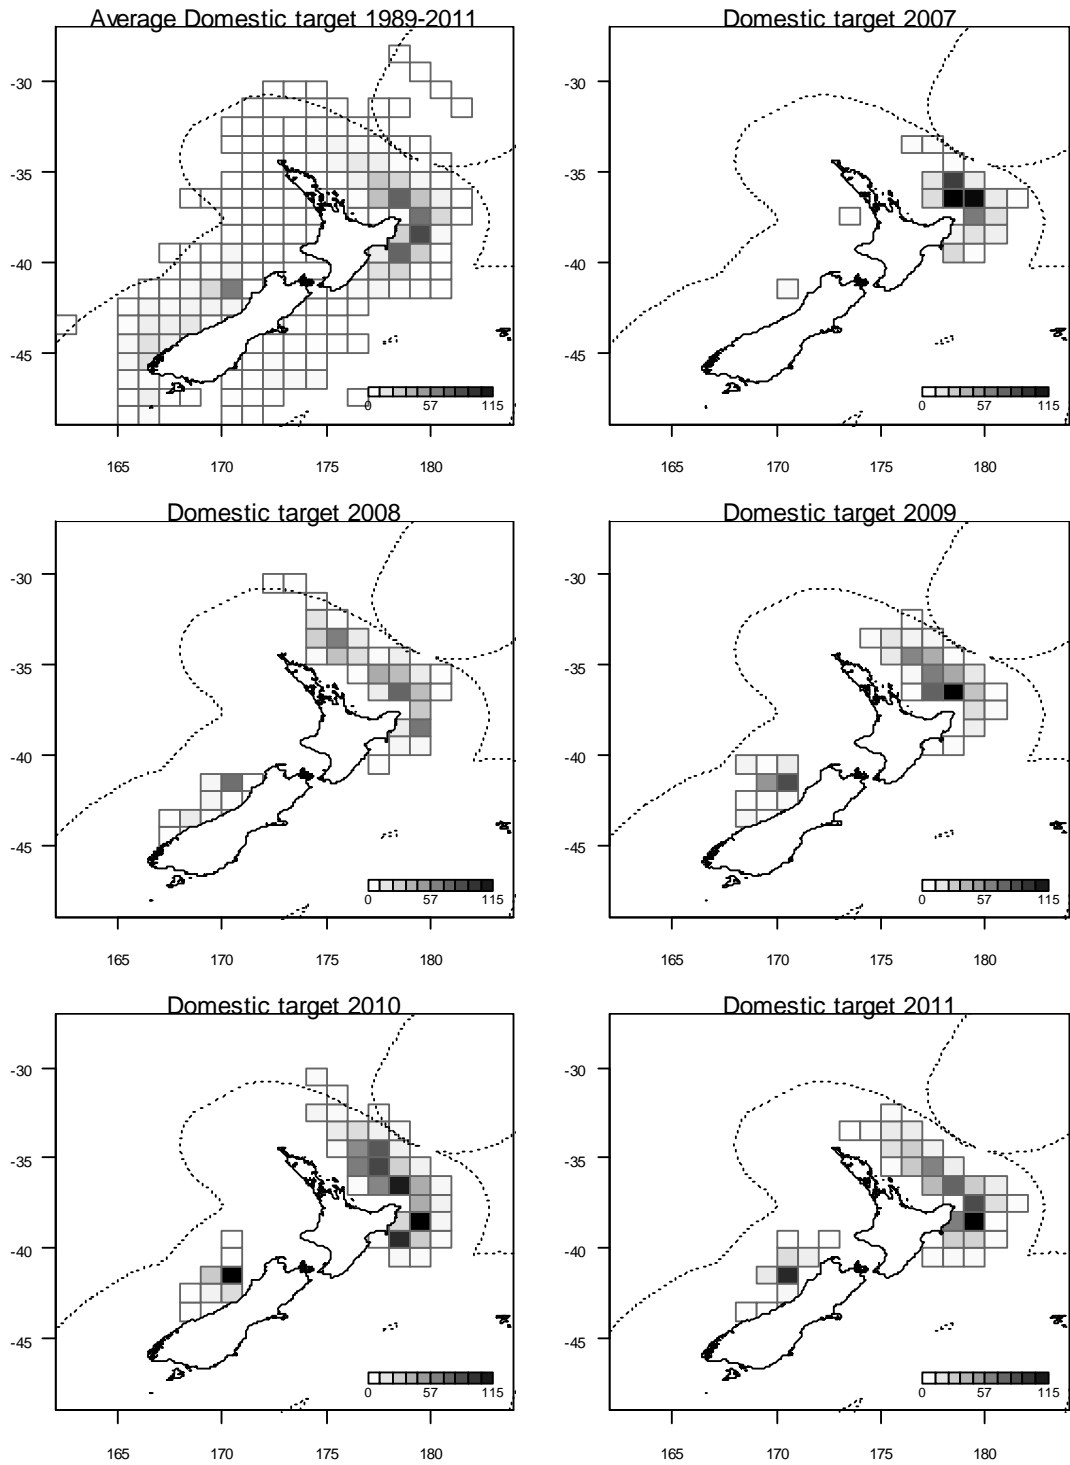 Average Domestic target 1989-2011
Domestic target 2007
-30
-35
-40
-45
0 57 115
165 170 175 180
-30
-35
-40
-45
0 57 115
165 170 175 180
Domestic target 2008
Domestic target 2009
-30
-35
-40
-45
0 57 115
165 170 175 180
-30
-35
-40
-45
0 57 115
165 170 175 180
Domestic target 2010
Domestic target 2011
-30
-35
-40
-45
0 57 115
165 170 175 180
-30
-35
-40
-45
0 57 115
165 170 175 180